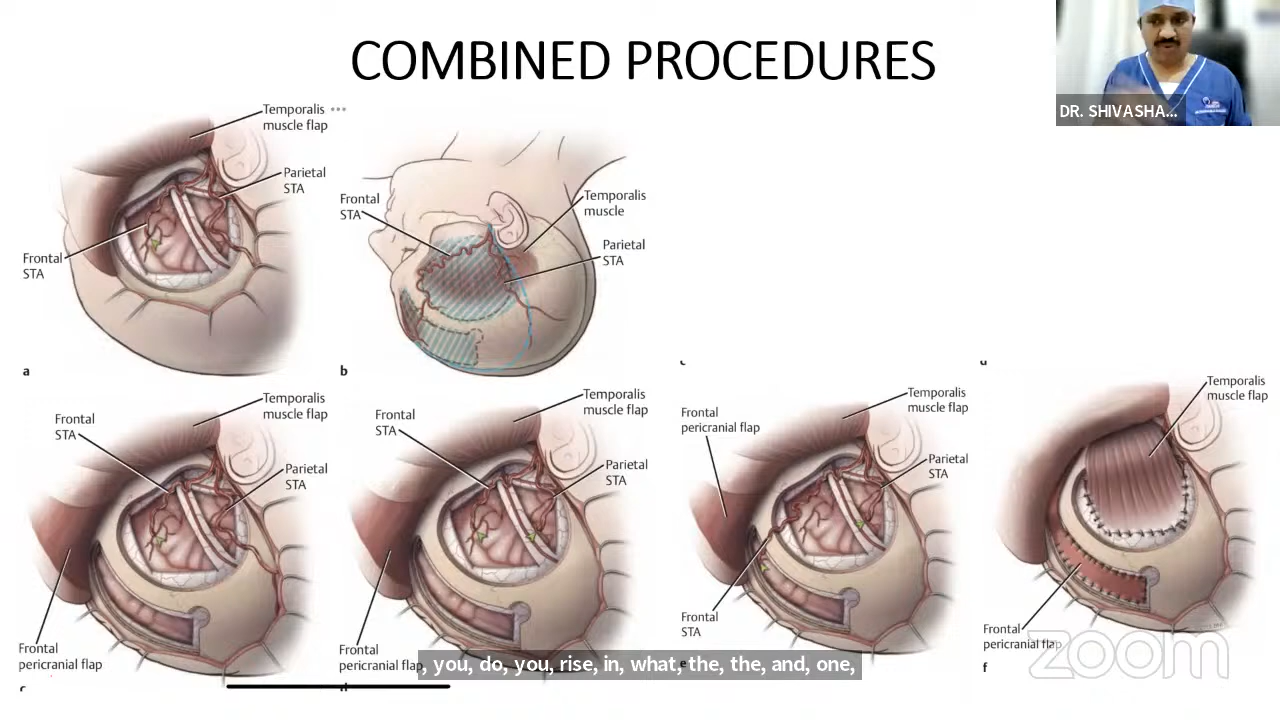 COMBINED PROCEDURES
DR. SHIVASHA...
Temporalis
muscle flap
Parietal
STA
Frontal
STA
a
Frontal
STA
Temporalis
muscle
Parietal
STA
b
Frontal
STA
Temporalis
muscle flap
Parietal
STA
Frontal
pericranial flap
c
Frontal
STA
Temporalis
muscle flap
Parietal
STA
Frontal
pericranial flap
d
Frontal
pericranial flap
Temporalis
muscle flap
Parietal
STA
Frontal
STA
e
Temporalis
muscle flap
Frontal
pericranial flap
f
, you, do, you, rise, in, what, the, the, and, one,
zoom